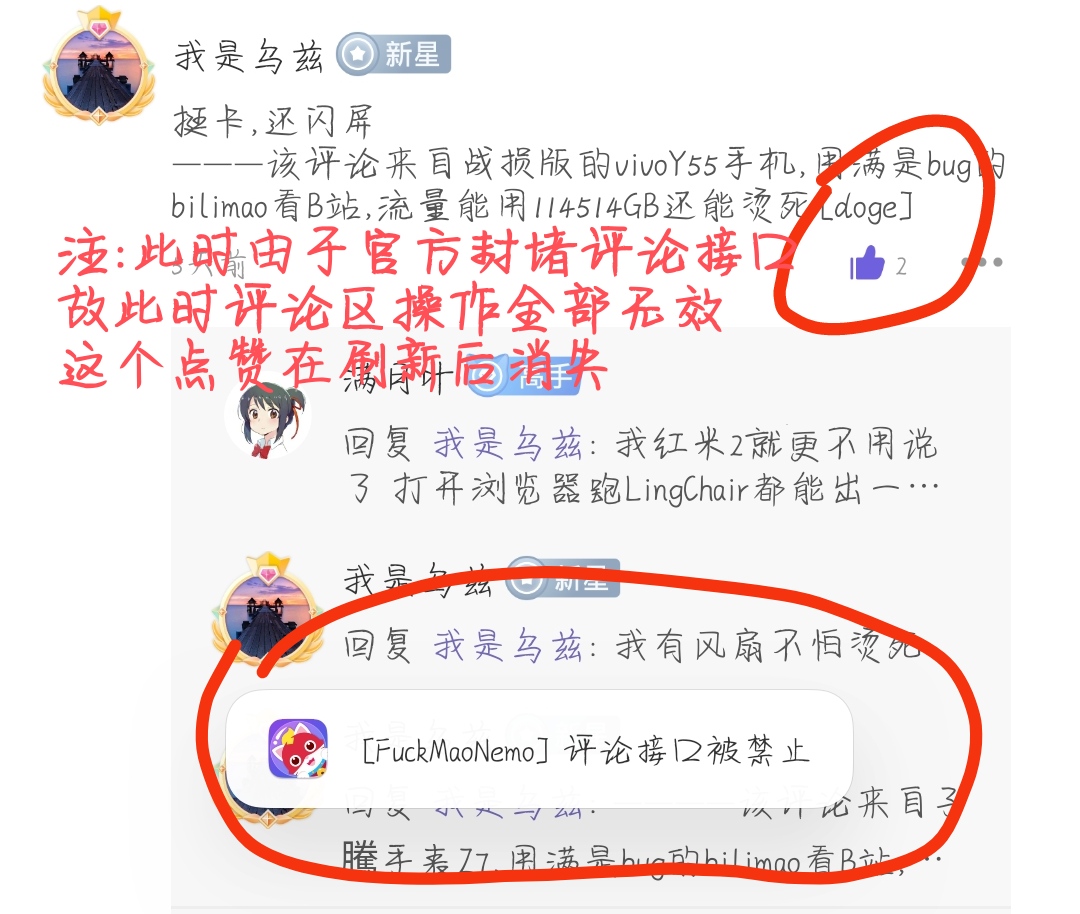 我是乌兹 新星
挺卡,还闪屏
———该评论来自战损版的vivoY55手机,用满是bug的
bilimao看B站,流量能用114514GB还能烫死[doge]
注:此时由于官方封堵评论接口
天前
2
故此时评论区操作全部无效
这个点赞在刷新后消失
满月叶 高手
回复 我是乌兹: 我红米2就更不用说
了 打开浏览器跑LingChair都能出一…
我是乌兹 新星
回复 我是乌兹: 我有风扇不怕烫死
[FuckMaoNemo] 评论接口被禁止
回复 我是乌兹: 该评论来自子
騰手表Z7,用满是bug的bilimao看B站,…